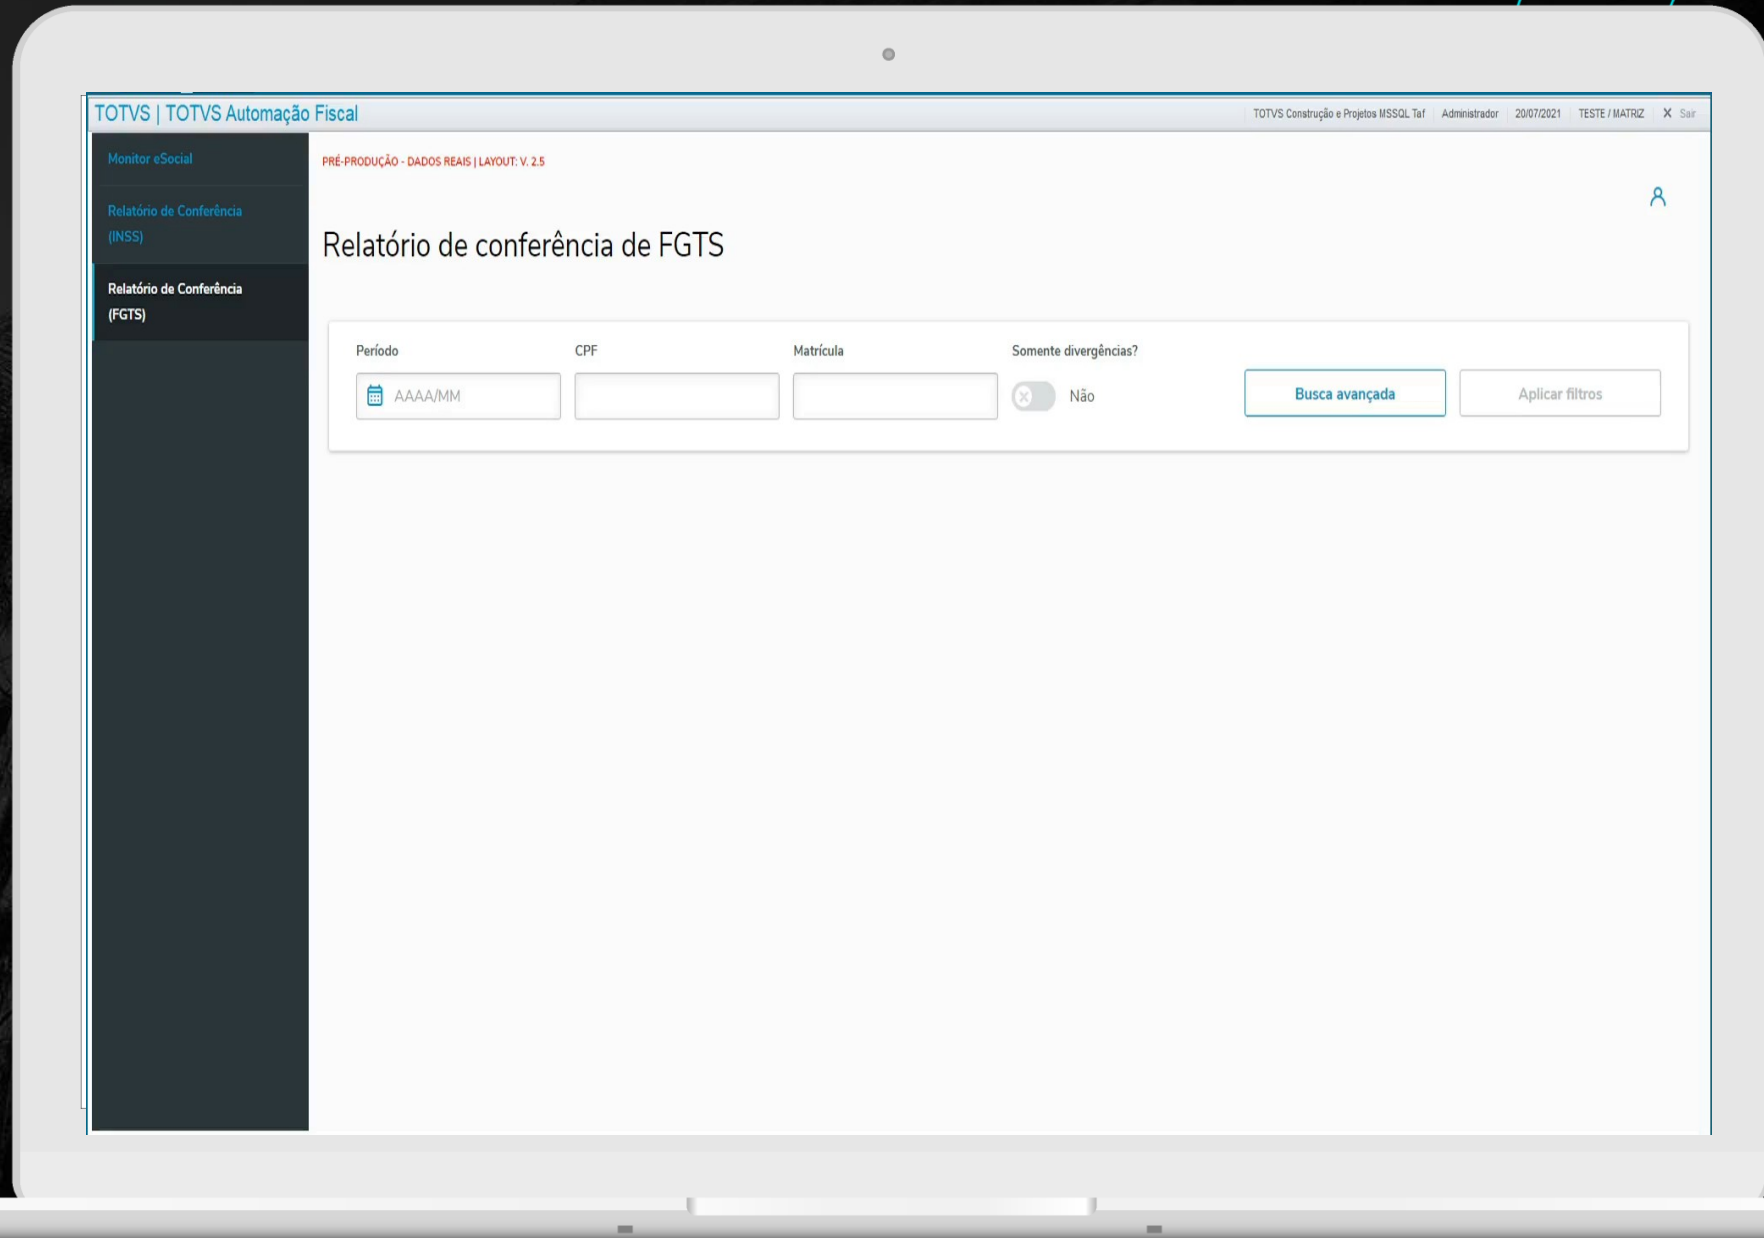 TOTVS | TOTVS Automação Fiscal
TOTVS Construção e Projetos MSSQL Taf Administrador 20/07/2021 TESTE / MATRIZ X Sair
Monitor eSocial
Relatório de Conferência
(INSS)
Relatório de Conferência
(FGTS)
PRÉ-PRODUÇÃO - DADOS REAIS | LAYOUT: V. 2.5
Relatório de conferência de FGTS
Período CPF Matrícula Somente divergências?
AAAA/MM Não Busca avançada Aplicar filtros